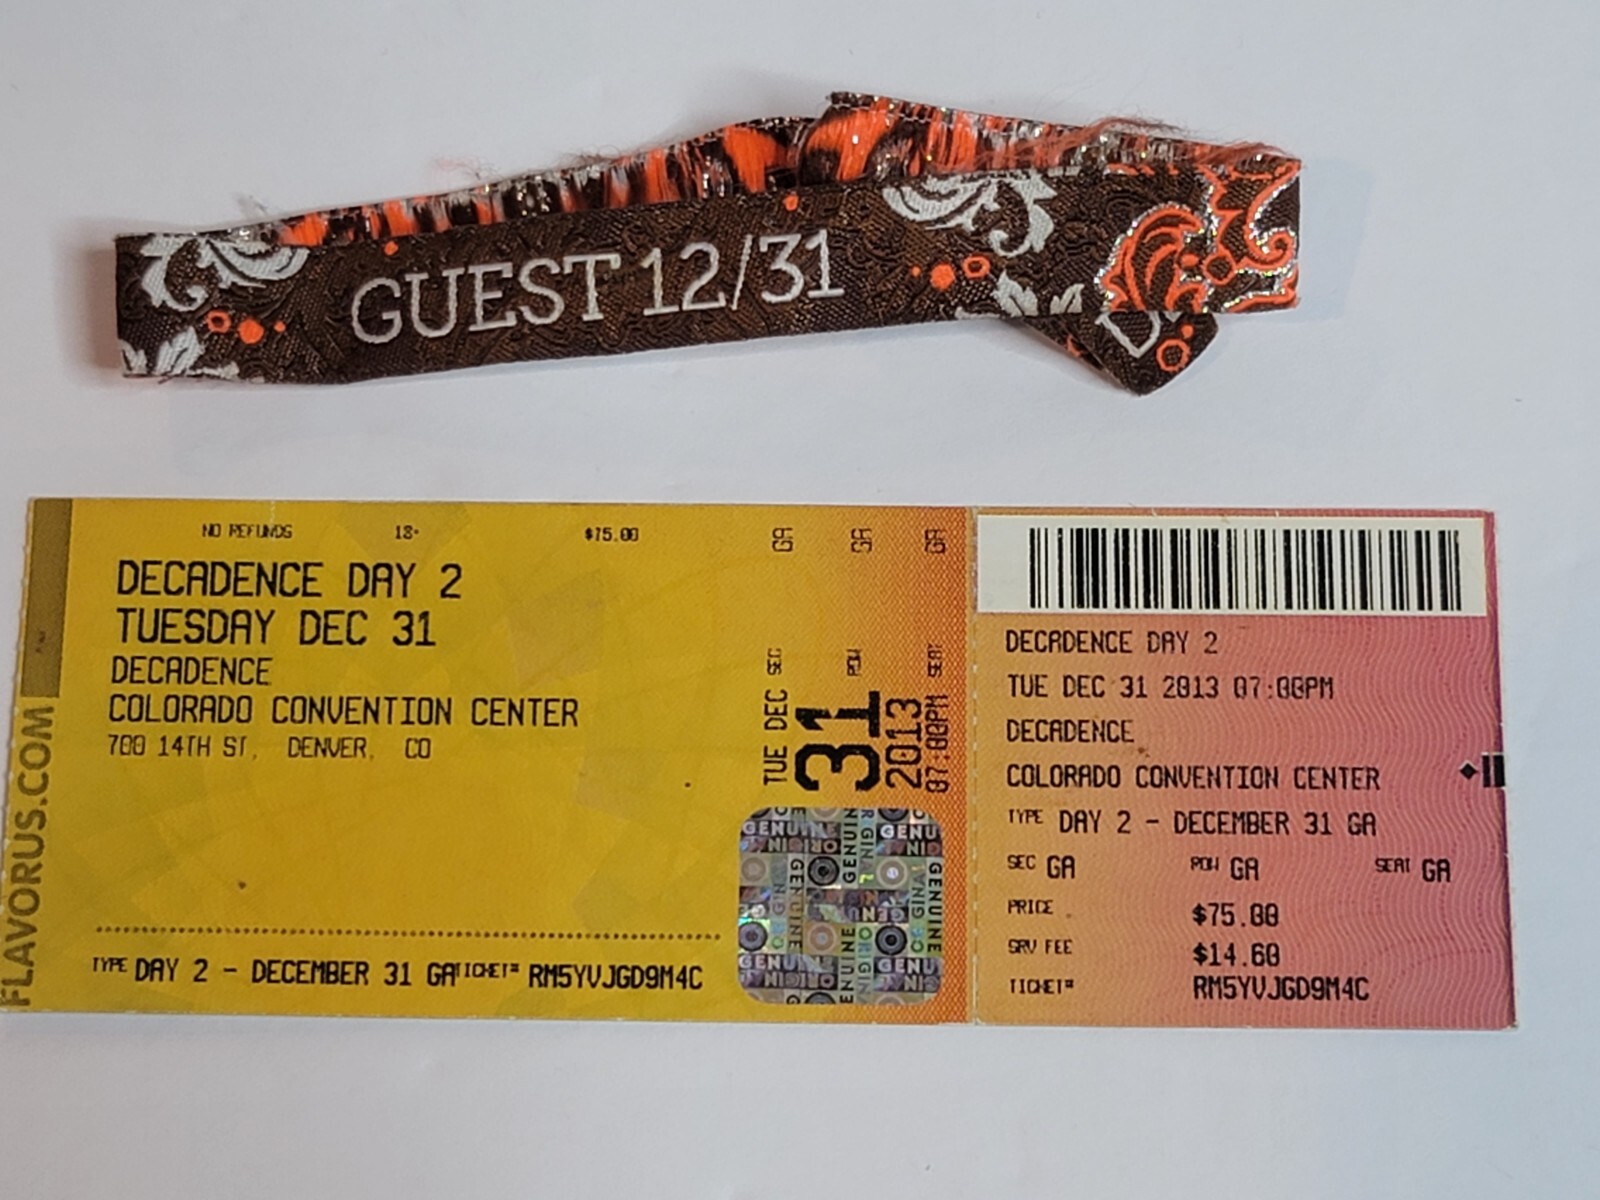 GUEST 12/31
NO REFUNDS 18+ $75.00
DECADENCE DAY 2
TUESDAY DEC 31
DECADENCE
COLORADO CONVENTION CENTER
700 14TH ST, DENVER, CO
TYPE DAY 2 - DECEMBER 31 GA TICKET# RM5YVJGD9M4C
FLAVORUS.COM
GA GA GA
SEC ROW SEAT
TUE DEC
31
2013
07:00PM
GENUINE
ORIGINAL
DECADENCE DAY 2
TUE DEC 31 2013 07:00PM
DECADENCE
COLORADO CONVENTION CENTER
TYPE DAY 2 - DECEMBER 31 GA
SEC GA ROW GA SEAT GA
PRICE $75.00
SRV FEE $14.60
TICKET# RM5YVJGD9M4C